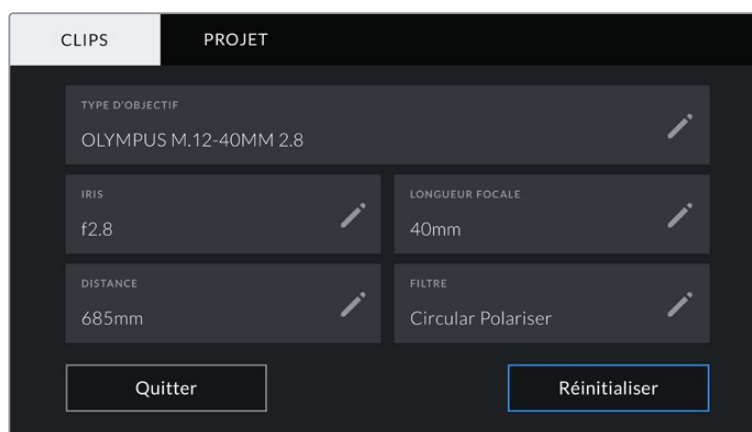 CLIPS PROJET
TYPE D'OBJECTIF
OLYMPUS M.12-40MM 2.8
IRIS
f2.8
LONGUEUR FOCALE
40mm
DISTANCE
685mm
FILTRE
Circular Polariser
Quitter
Réinitialiser